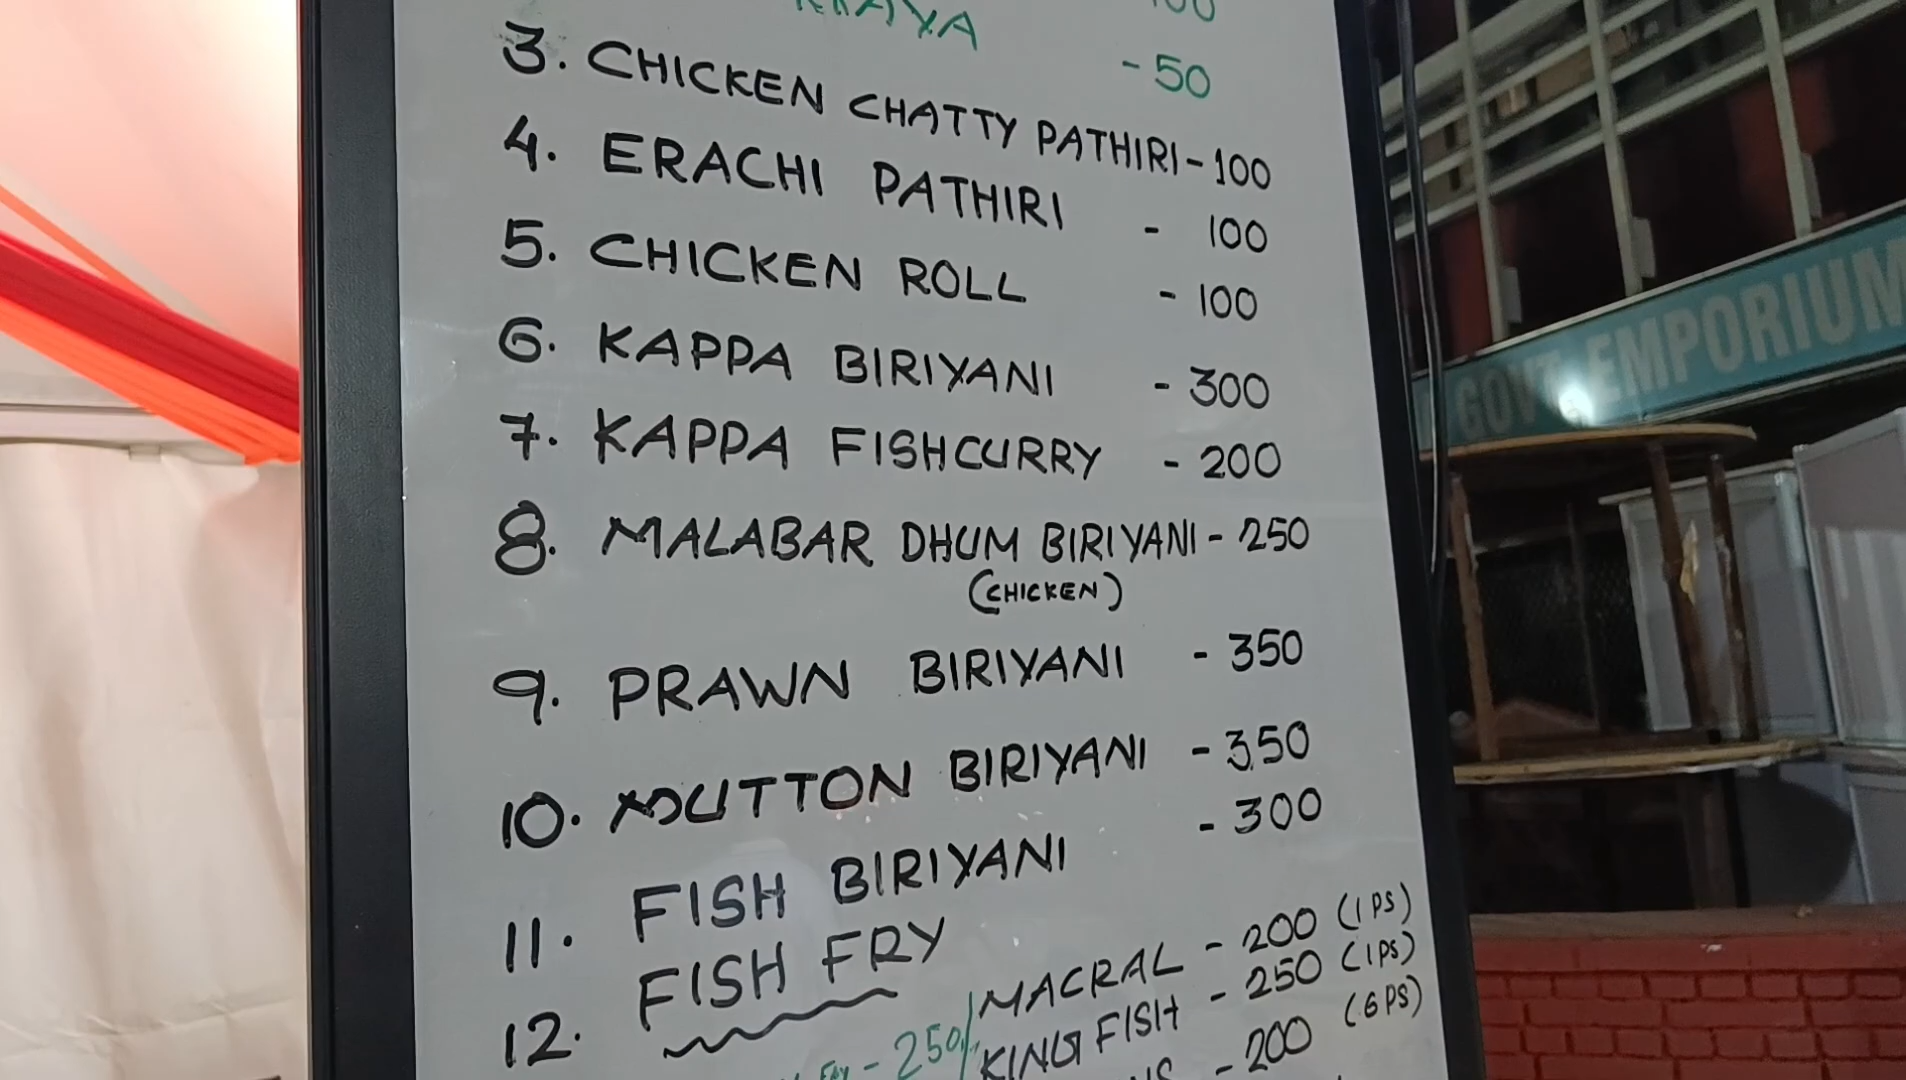 - 50
3. CHICKEN CHATTY PATHIRI - 100
4. ERACHI PATHIRI - 100
5. CHICKEN ROLL - 100
6. KAPPA BIRIYANI - 300
7. KAPPA FISHCURRY - 200
8. MALABAR DHUM BIRIYANI - 250
(CHICKEN)
9. PRAWN BIRIYANI - 350
10. MUTTON BIRIYANI - 350
11. FISH BIRIYANI - 300
12. FISH FRY
MACRAL - 200 (1 PS)
KING FISH - 250 (1 PS)
- 200 (6 PS)
- 250/
GOVT. EMPORIUM